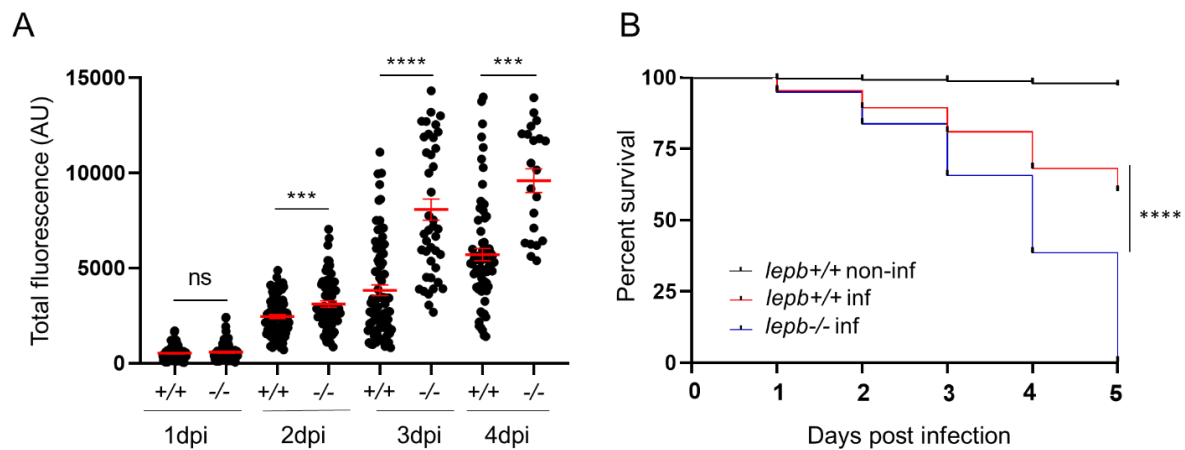 A
Total fluorescence (AU)
15000
10000
5000
0
ns
***
****
***
+/+ -/- +/+ -/- +/+ -/- +/+ -/-
1dpi 2dpi 3dpi 4dpi
B
Percent survival
100
75
50
25
0
lepb+/+ non-inf
lepb+/+ inf
lepb-/- inf
****
0 1 2 3 4 5
Days post infection